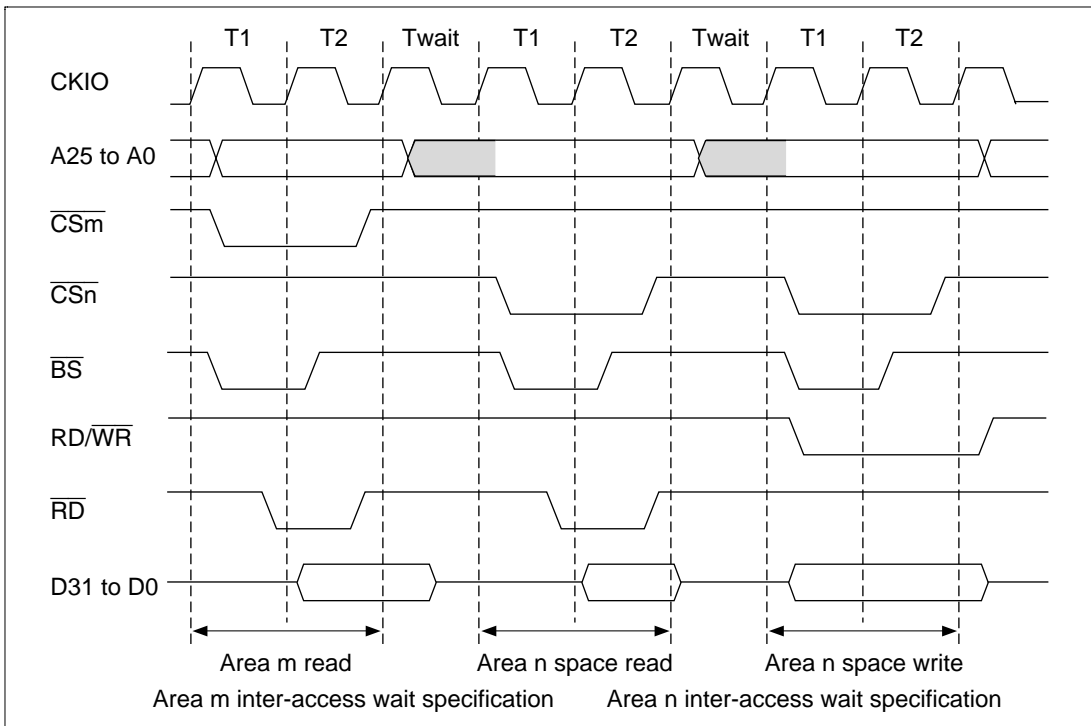 T1 T2 Twait T1 T2 Twait T1 T2
CKIO
A25 to A0
CSm
CSn
BS
RD/WR
RD
D31 to D0
Area m read Area n space read Area n space write
Area m inter-access wait specification Area n inter-access wait specification